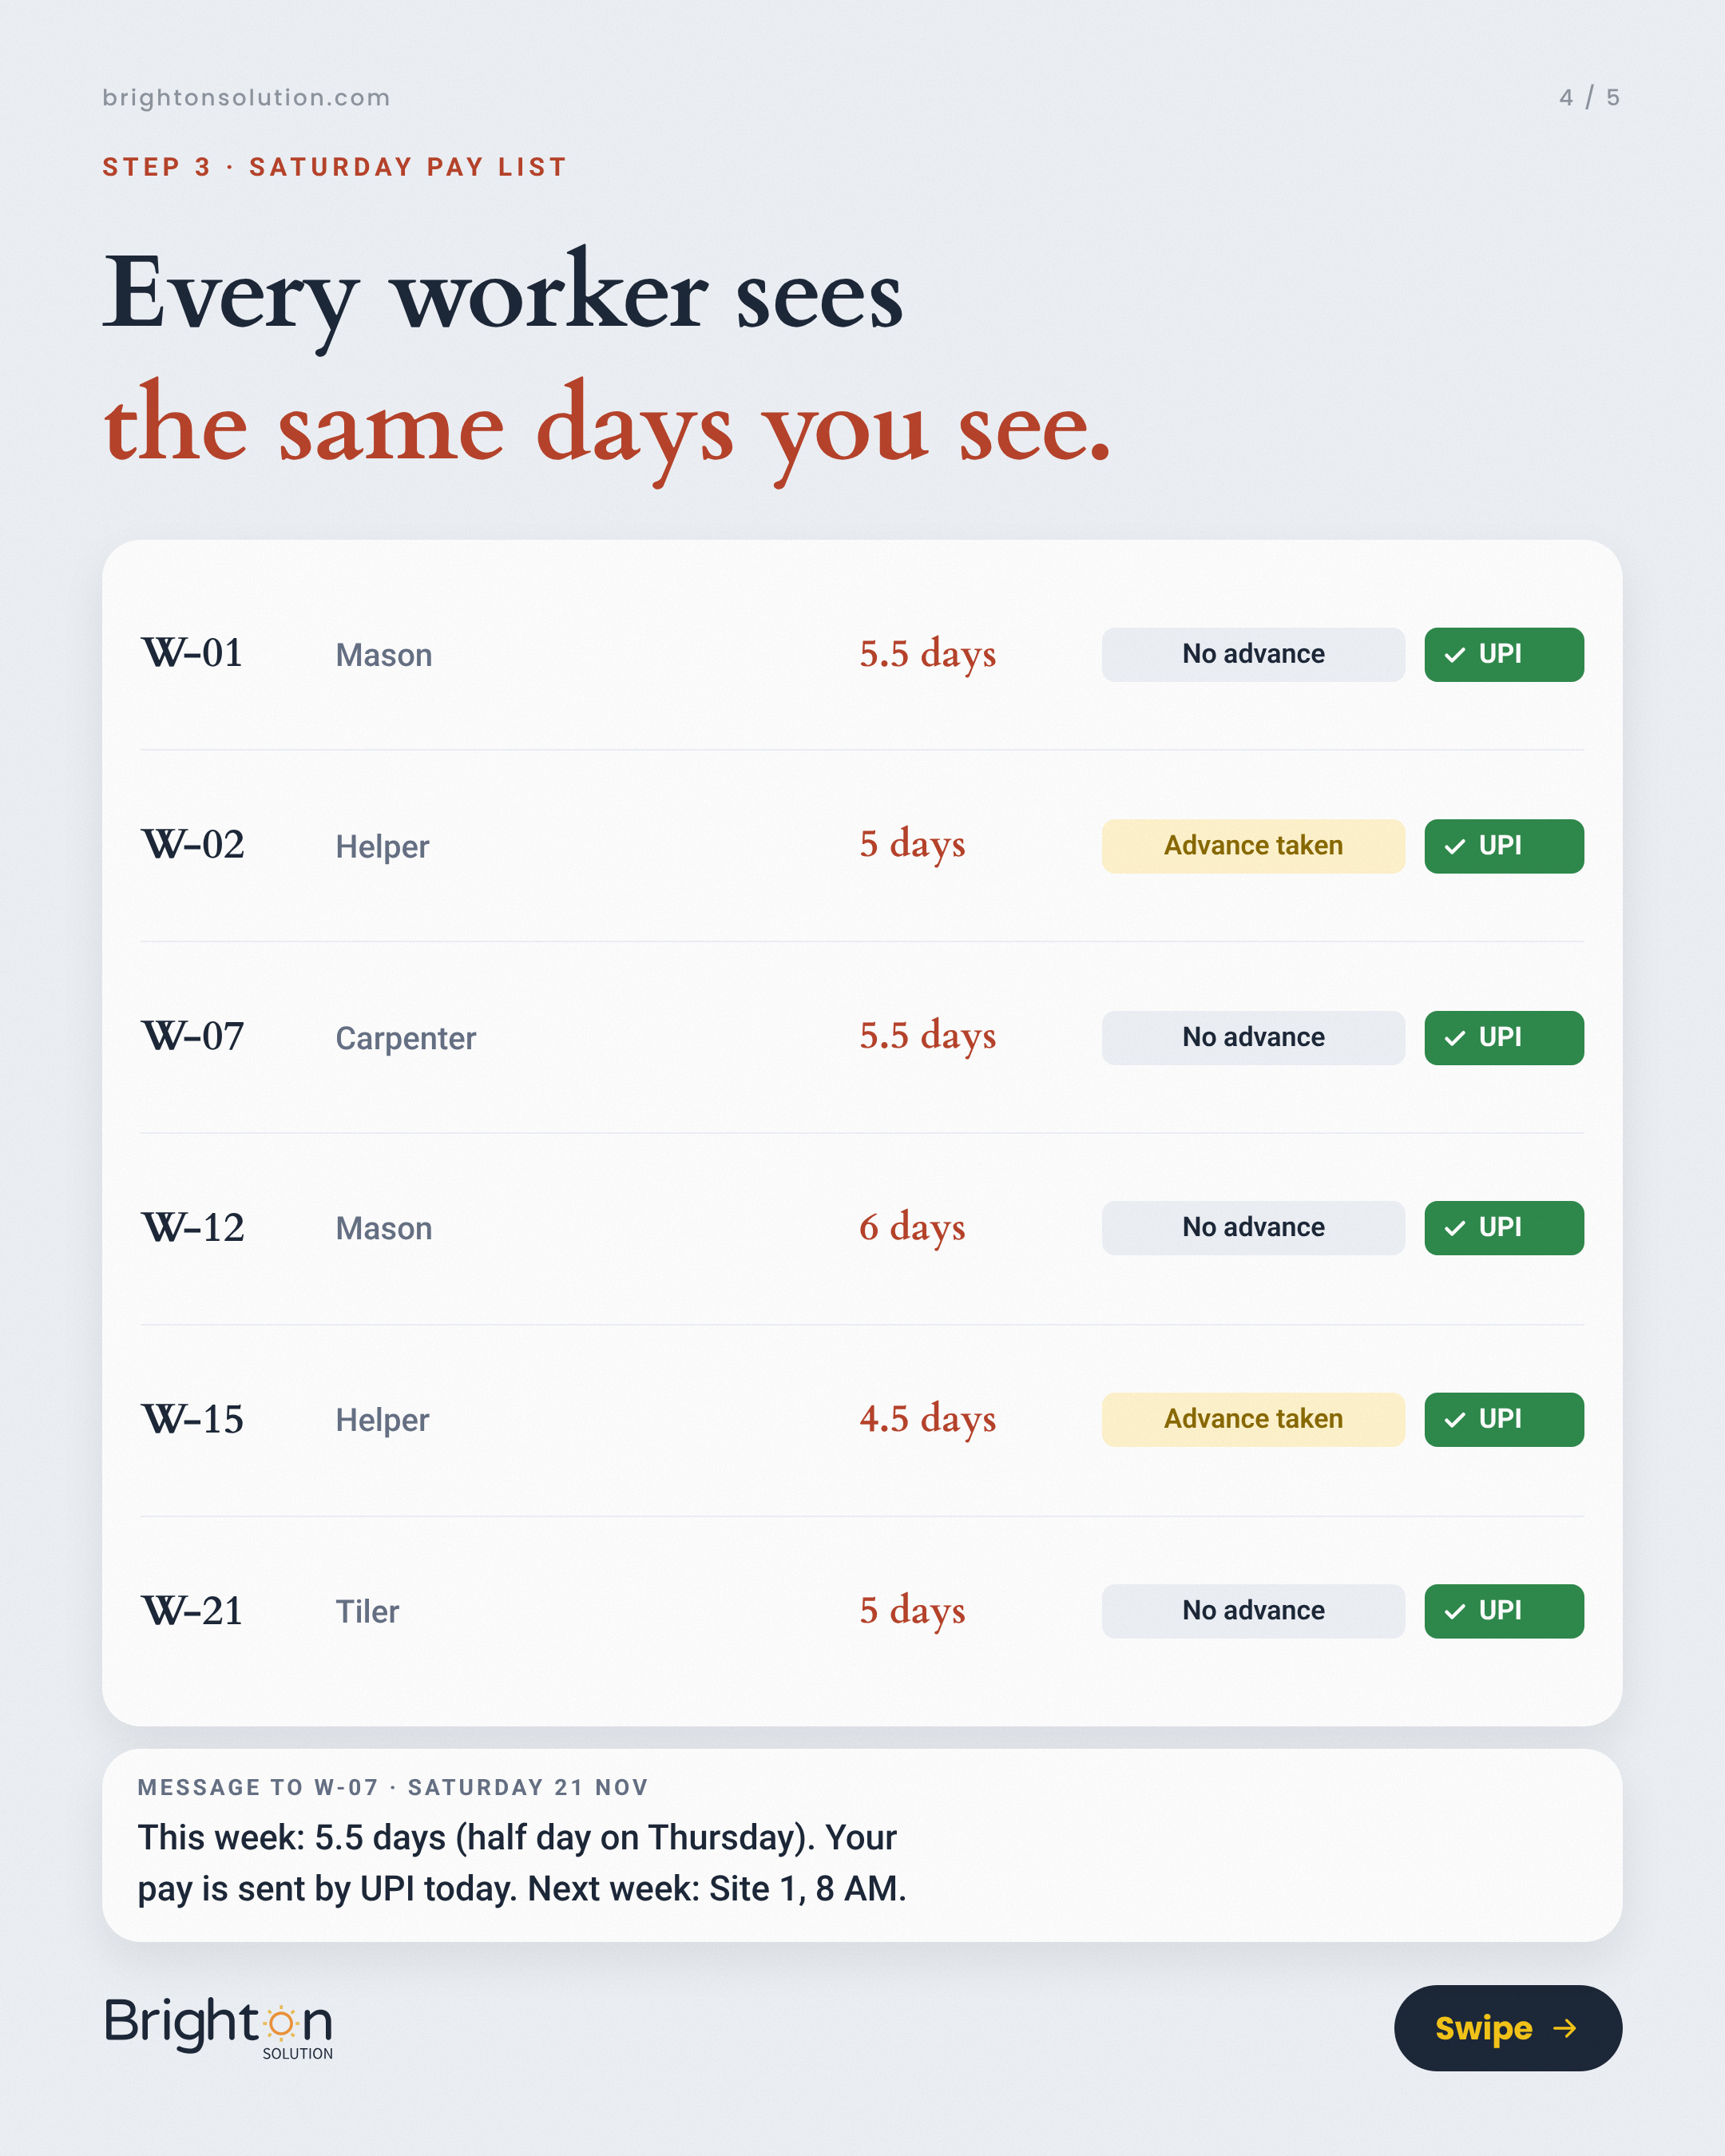 brightonsolution.com
4 / 5
STEP 3 · SATURDAY PAY LIST
Every worker sees
the same days you see.
W-01 Mason 5.5 days No advance ✓ UPI
W-02 Helper 5 days Advance taken ✓ UPI
W-07 Carpenter 5.5 days No advance ✓ UPI
W-12 Mason 6 days No advance ✓ UPI
W-15 Helper 4.5 days Advance taken ✓ UPI
W-21 Tiler 5 days No advance ✓ UPI
MESSAGE TO W-07 · SATURDAY 21 NOV
This week: 5.5 days (half day on Thursday). Your
pay is sent by UPI today. Next week: Site 1, 8 AM.
Brighton
SOLUTION
Swipe →